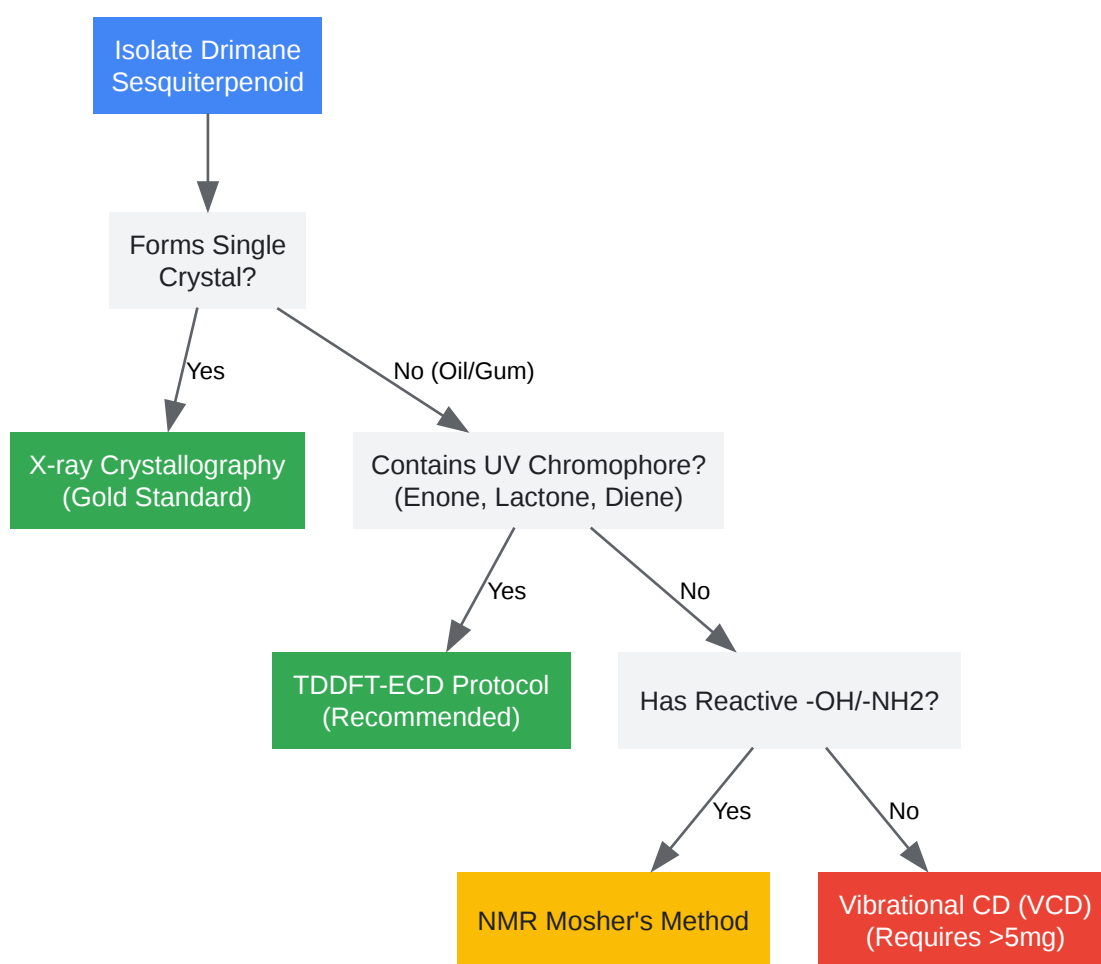 Isolate Drimane
Sesquiterpenoid
Forms Single
Crystal?
Yes
No (Oil/Gum)
X-ray Crystallography
(Gold Standard)
Contains UV Chromophore?
(Enone, Lactone, Diene)
Yes
No
TDDFT-ECD Protocol
(Recommended)
Has Reactive -OH/-NH2?
Yes
No
NMR Mosher's Method
Vibrational CD (VCD)
(Requires >5mg)